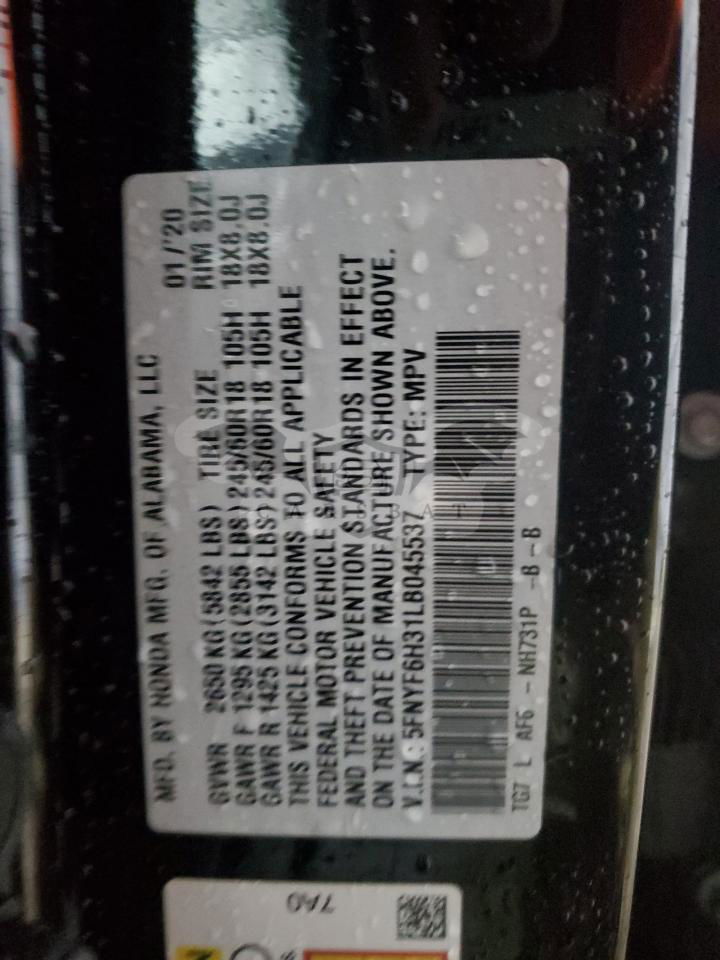 MFD. BY HONDA MFG. OF ALABAMA, LLC 01/'20
GVWR 2650 KG (5842 LBS) TIRE SIZE RIM SIZE
GAWR F 1295 KG (2855 LBS) 245/60R18 105H 18X8.0J
GAWR R 1425 KG (3142 LBS) 245/60R18 105H 18X8.0J
THIS VEHICLE CONFORMS TO ALL APPLICABLE
FEDERAL MOTOR VEHICLE SAFETY
AND THEFT PREVENTION STANDARDS IN EFFECT
ON THE DATE OF MANUFACTURE SHOWN ABOVE.
V.I.N.: 5FNYF6H31LB045537 TYPE: MPV
TG7 L AF6 - NH731P -B - B
7A0